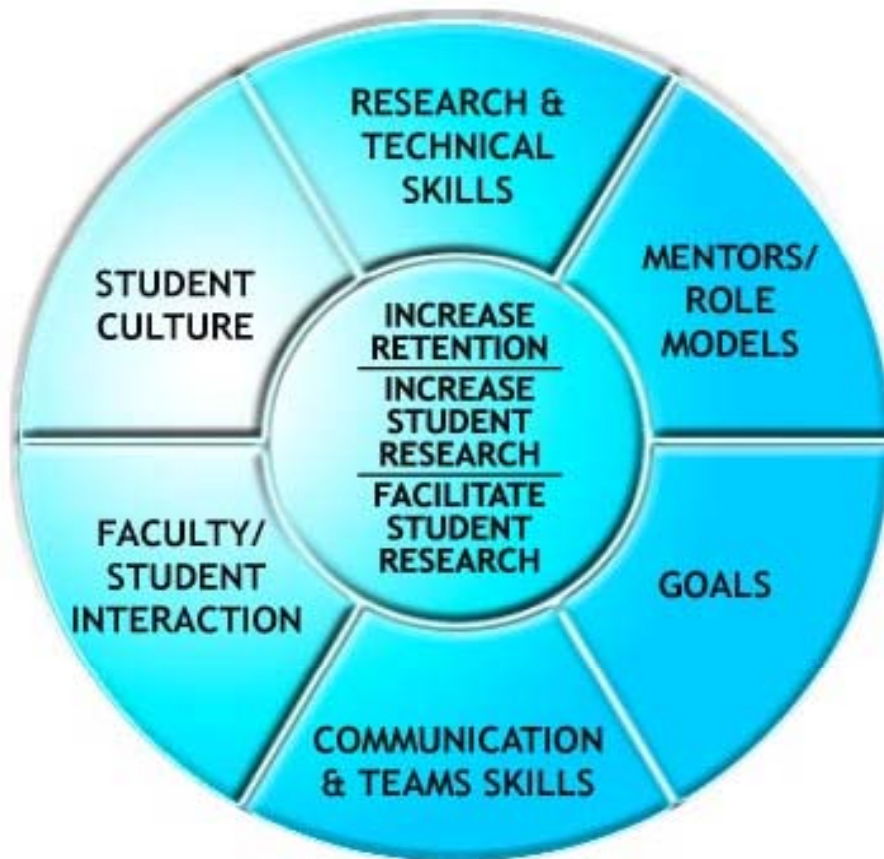 RESEARCH &
TECHNICAL
SKILLS
MENTORS/
ROLE
MODELS
GOALS
COMMUNICATION
& TEAMS SKILLS
FACULTY/
STUDENT
INTERACTION
STUDENT
CULTURE
INCREASE
RETENTION
INCREASE
STUDENT
RESEARCH
FACILITATE
STUDENT
RESEARCH